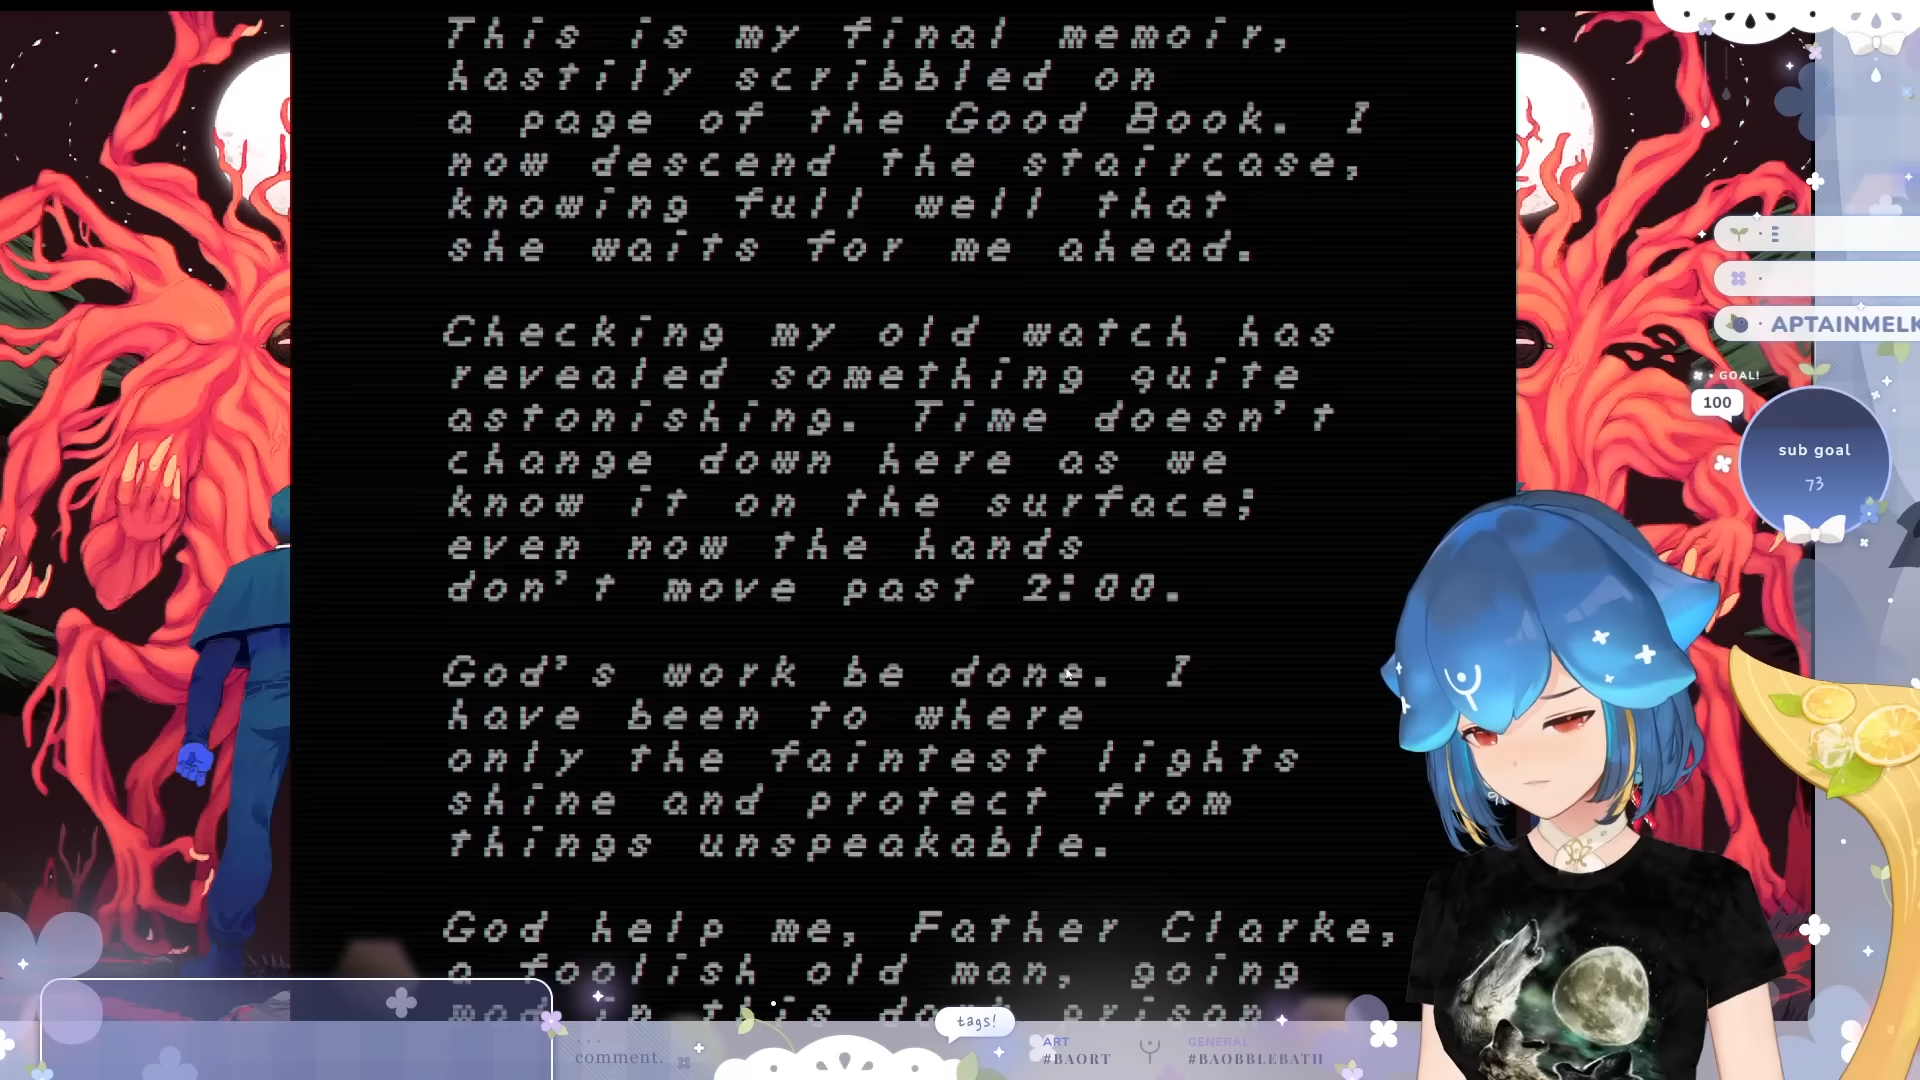 This is my final memoir,
hastily scribbled on
a page of the Good Book. I
now descend the staircase,
knowing full well that
she waits for me ahead.
Checking my old watch has
revealed something quite
astonishing. Time doesn't
change down here as we
know it on the surface;
even now the hands
don't move past 2:00.
God's work be done. I
have been to where
only the faintest lights
shine and protect from
things unspeakable.
God help me, Father Clarke,
a foolish old man, going
mad in this dark prison
APTAINMELK
• GOAL!
100
sub goal
73
tags!
comment.
ART
#BAORT
GENERAL
#BAOBBLEBATH